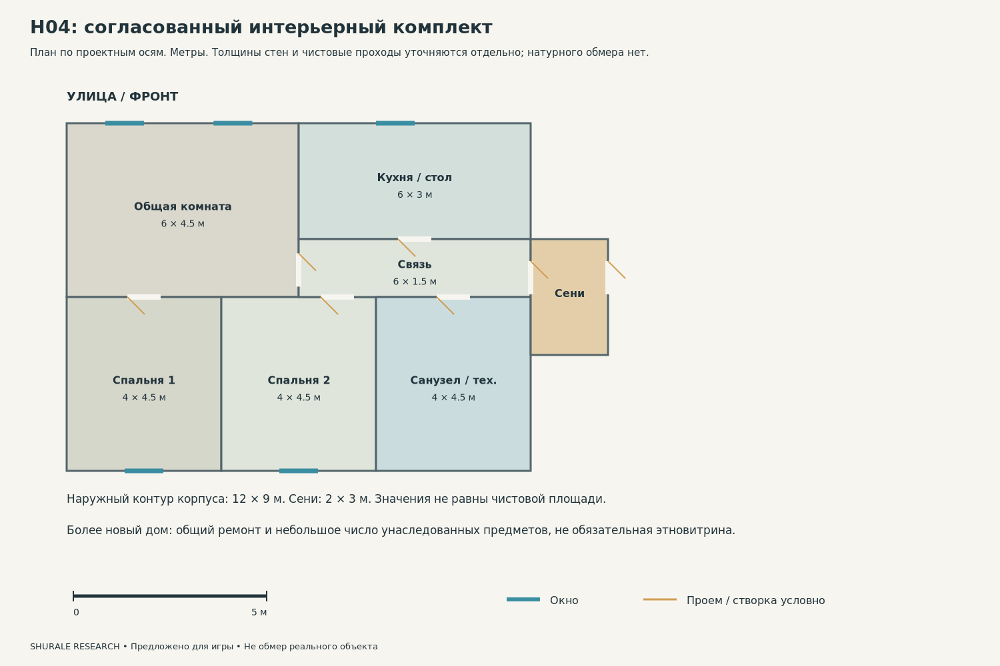 Н04: согласованный интерьерный комплект
План по проектным осям. Метры. Толщины стен и чистовые проходы уточняются отдельно; натурного обмера нет.
УЛИЦА / ФРОНТ
Кухня / стол
6 × 3 м
Общая комната
6 × 4.5 м
Связь
6 × 1.5 м
Сени
Спальня 1
4 × 4.5 м
Спальня 2
4 × 4.5 м
Санузел / тех.
4 × 4.5 м
Наружный контур корпуса: 12 × 9 м. Сени: 2 × 3 м. Значения не равны чистовой площади.
Более новый дом: общий ремонт и небольшое число унаследованных предметов, не обязательная этновитрина.
0
5 м
Окно
Проем / створка условно
SHURALE RESEARCH • Предложено для игры • Не обмер реального объекта